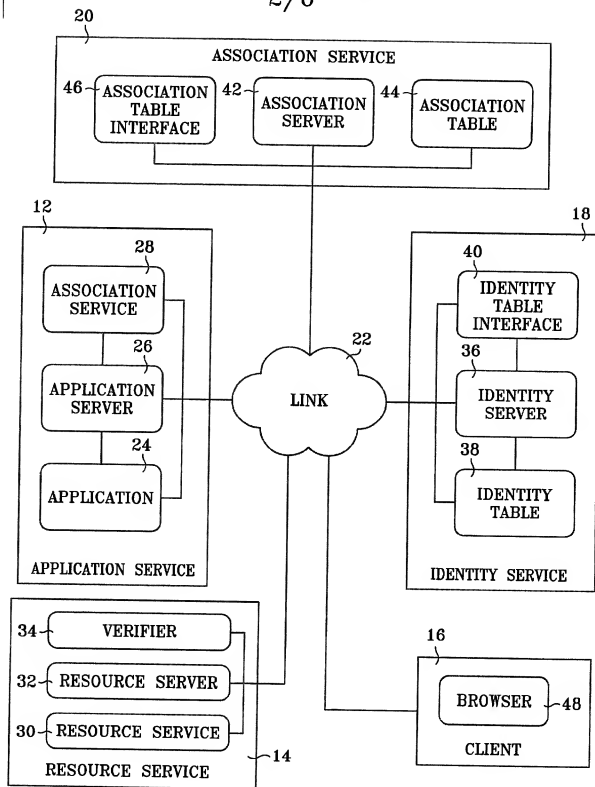 2/8
20
ASSOCIATION SERVICE
46
ASSOCIATION
TABLE
INTERFACE
42
ASSOCIATION
SERVER
44
ASSOCIATION
TABLE
12
28
ASSOCIATION
SERVICE
26
APPLICATION
SERVER
24
APPLICATION
APPLICATION SERVICE
22
LINK
18
40
IDENTITY
TABLE
INTERFACE
36
IDENTITY
SERVER
38
IDENTITY
TABLE
IDENTITY SERVICE
34
VERIFIER
32
RESOURCE SERVER
30
RESOURCE SERVICE
14
RESOURCE SERVICE
16
BROWSER
48
CLIENT